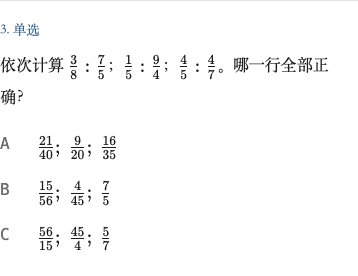 3. 单选
依次计算 3/8 : 7/5 ; 1/5 : 9/4 ; 4/5 : 4/7。哪一行全部正
确?
A 21/40; 9/20; 16/35
B 15/56; 4/45; 7/5
C 56/15; 45/4; 5/7